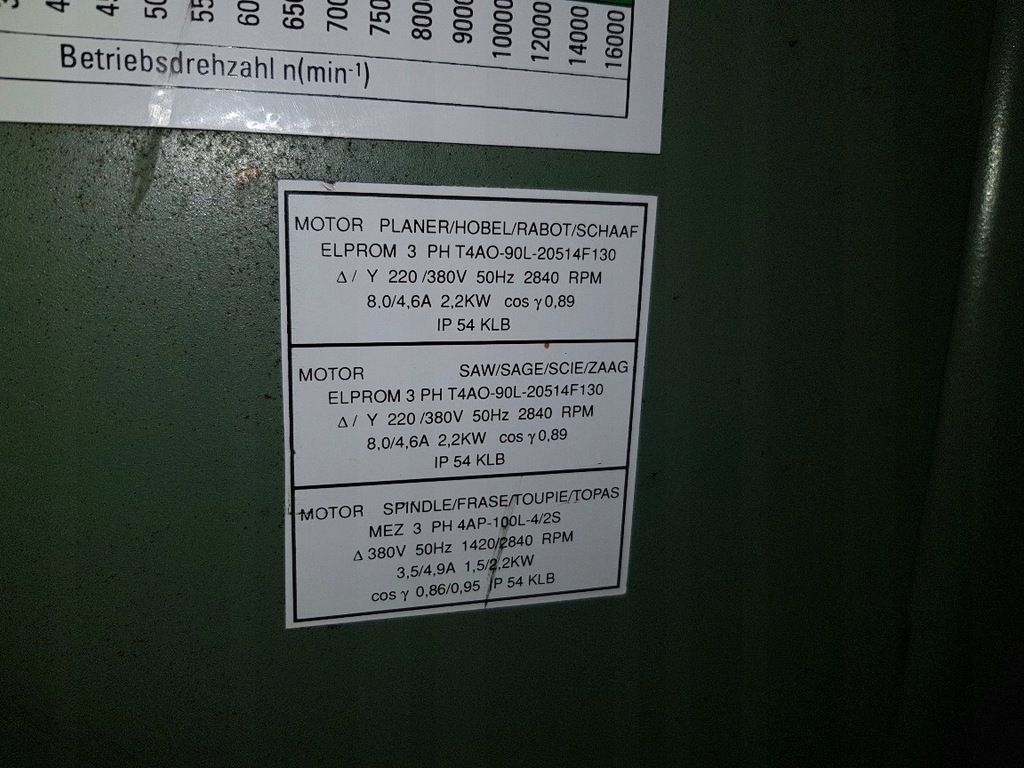 50
60
650
700
750
8000
9000
10000
12000
14000
16000
Betriebsdrehzahl n(min-1)
MOTOR PLANER/HOBEL/RABOT/SCHAAF
ELPROM 3 PH T4AO-90L-20514F130
Δ/ Y 220 /380V 50Hz 2840 RPM
8,0/4,6A 2,2KW cos γ 0,89
IP 54 KLB
MOTOR SAW/SAGE/SCIE/ZAAG
ELPROM 3 PH T4AO-90L-20514F130
Δ/ Y 220 /380V 50Hz 2840 RPM
8,0/4,6A 2,2KW cos γ 0,89
IP 54 KLB
MOTOR SPINDLE/FRASE/TOUPIE/TOPAS
MEZ 3 PH 4AP-100L-4/2S
Δ 380V 50Hz 1420/2840 RPM
3,5/4,9A 1,5/2,2KW
cos γ 0,86/0,95 IP 54 KLB